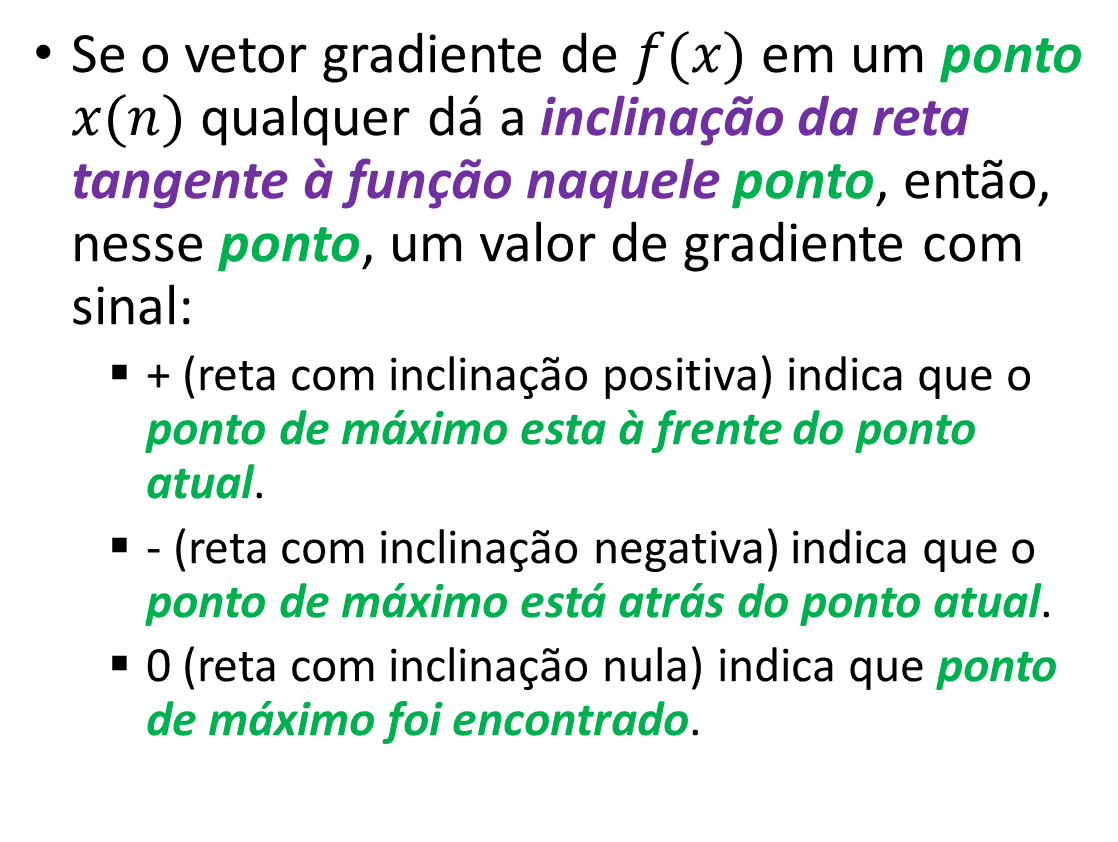 • Se o vetor gradiente de f(x) em um ponto
x(n) qualquer dá a inclinação da reta
tangente à função naquele ponto, então,
nesse ponto, um valor de gradiente com
sinal:
▪ + (reta com inclinação positiva) indica que o
ponto de máximo esta à frente do ponto
atual.
▪ - (reta com inclinação negativa) indica que o
ponto de máximo está atrás do ponto atual.
▪ 0 (reta com inclinação nula) indica que ponto
de máximo foi encontrado.